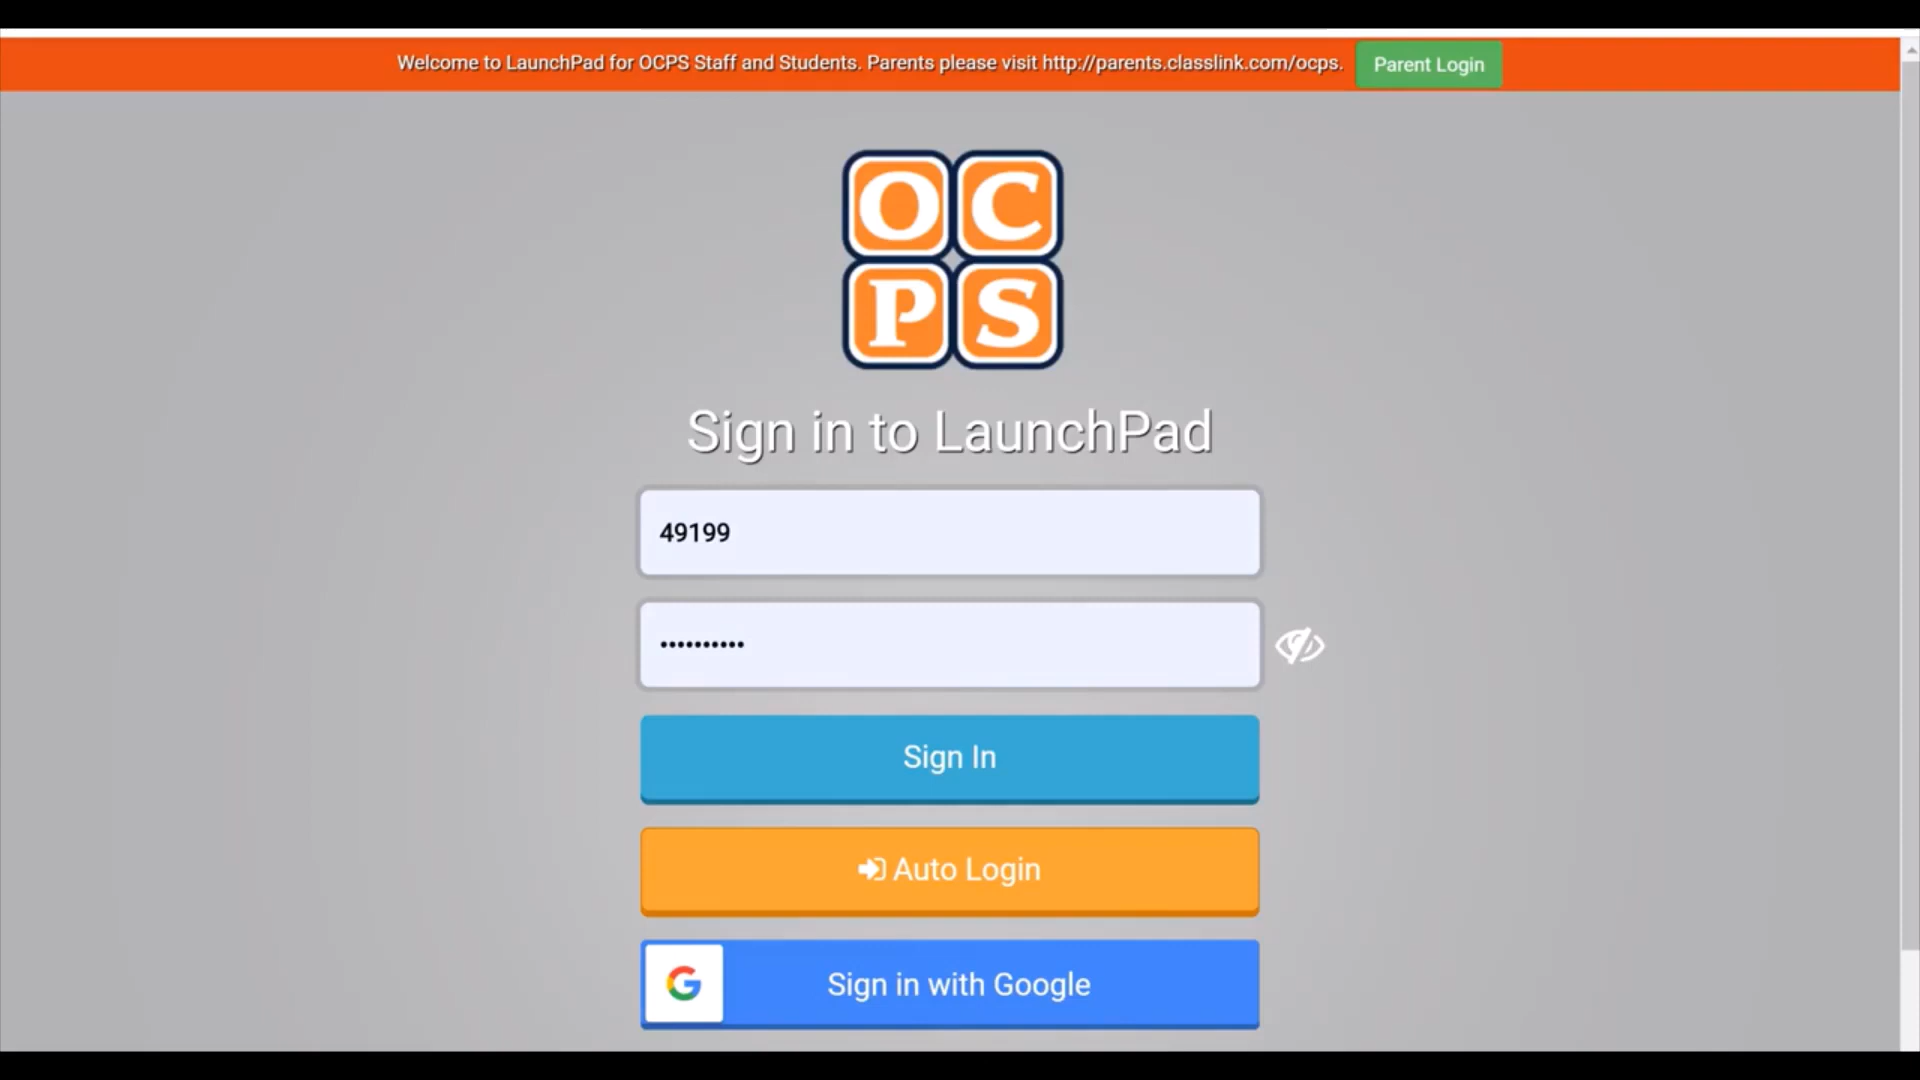 Welcome to LaunchPad for OCPS Staff and Students. Parents please visit http://parents.classlink.com/ocps. Parent Login
OC
PS
Sign in to LaunchPad
49199
••••••••••
Sign In
Auto Login
G Sign in with Google